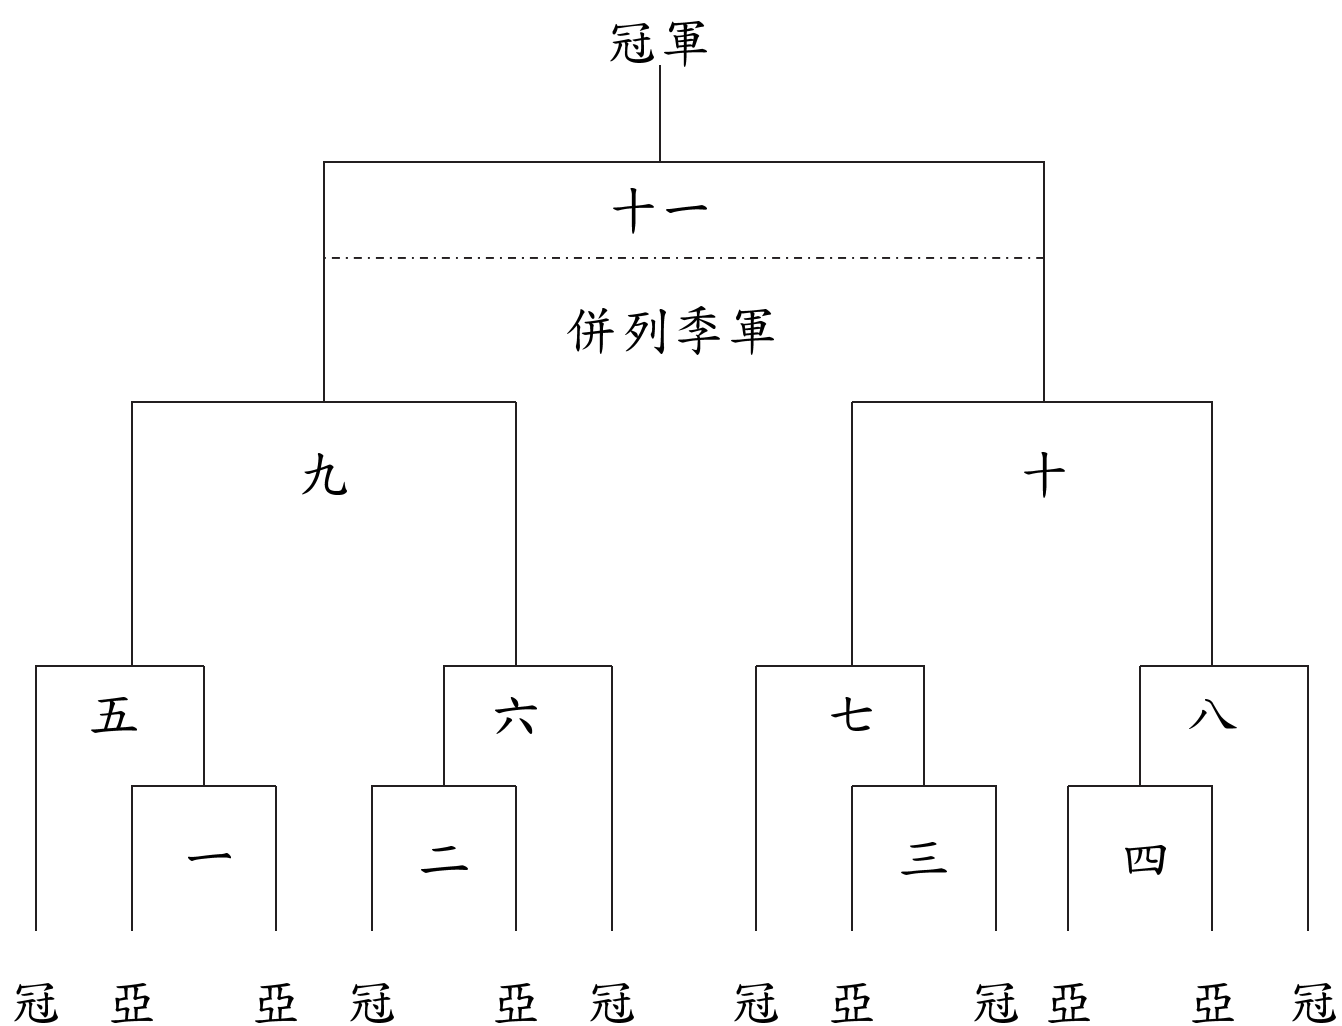 冠軍
十一
併列季軍
九 十
五 六 七 八
一 二 三 四
冠 亞 亞 冠 亞 冠 冠 亞 冠 亞 亞 冠